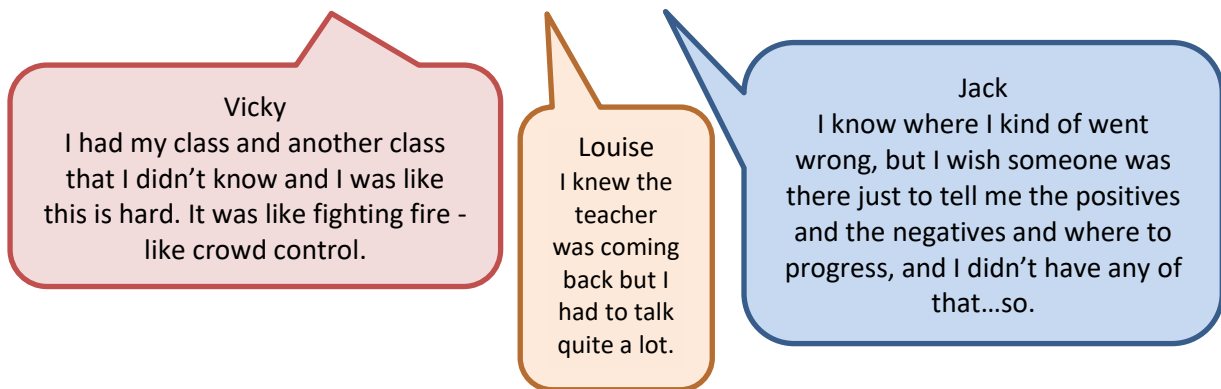 Vicky
I had my class and another class
that I didn’t know and I was like
this is hard. It was like fighting fire -
like crowd control.
Louise
I knew the
teacher
was coming
back but I
had to talk
quite a lot.
Jack
I know where I kind of went
wrong, but I wish someone was
there just to tell me the positives
and the negatives and where to
progress, and I didn’t have any of
that…so.